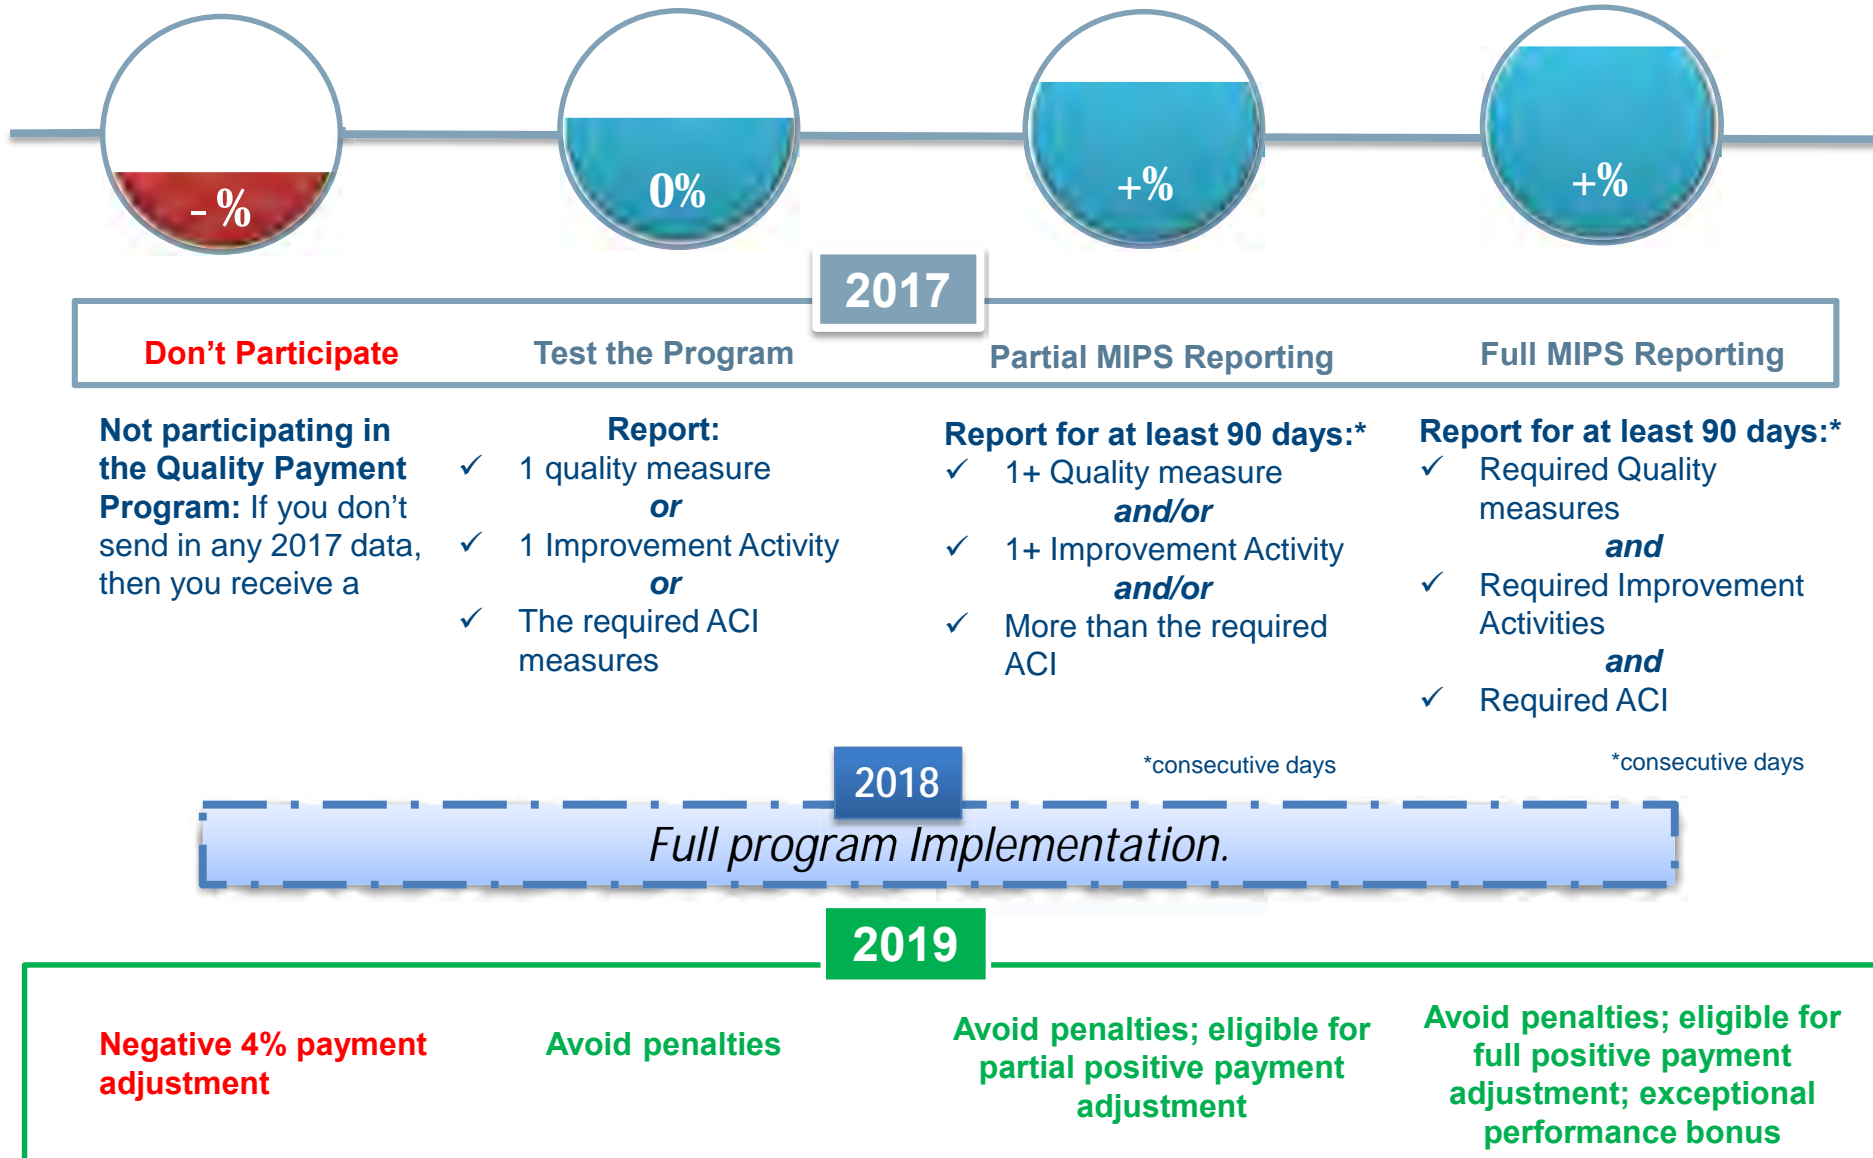 - %
0%
+%
+%
2017
Don’t Participate
Test the Program
Partial MIPS Reporting
Full MIPS Reporting
Not participating in
the Quality Payment
Program: If you don’t
send in any 2017 data,
then you receive a
Report:
✓ 1 quality measure
or
✓ 1 Improvement Activity
or
✓ The required ACI
measures
Report for at least 90 days:*
✓ 1+ Quality measure
and/or
✓ 1+ Improvement Activity
and/or
✓ More than the required
ACI
*consecutive days
Report for at least 90 days:*
✓ Required Quality
measures
and
✓ Required Improvement
Activities
and
✓ Required ACI
*consecutive days
2018
Full program Implementation.
2019
Negative 4% payment
adjustment
Avoid penalties
Avoid penalties; eligible for
partial positive payment
adjustment
Avoid penalties; eligible for
full positive payment
adjustment; exceptional
performance bonus